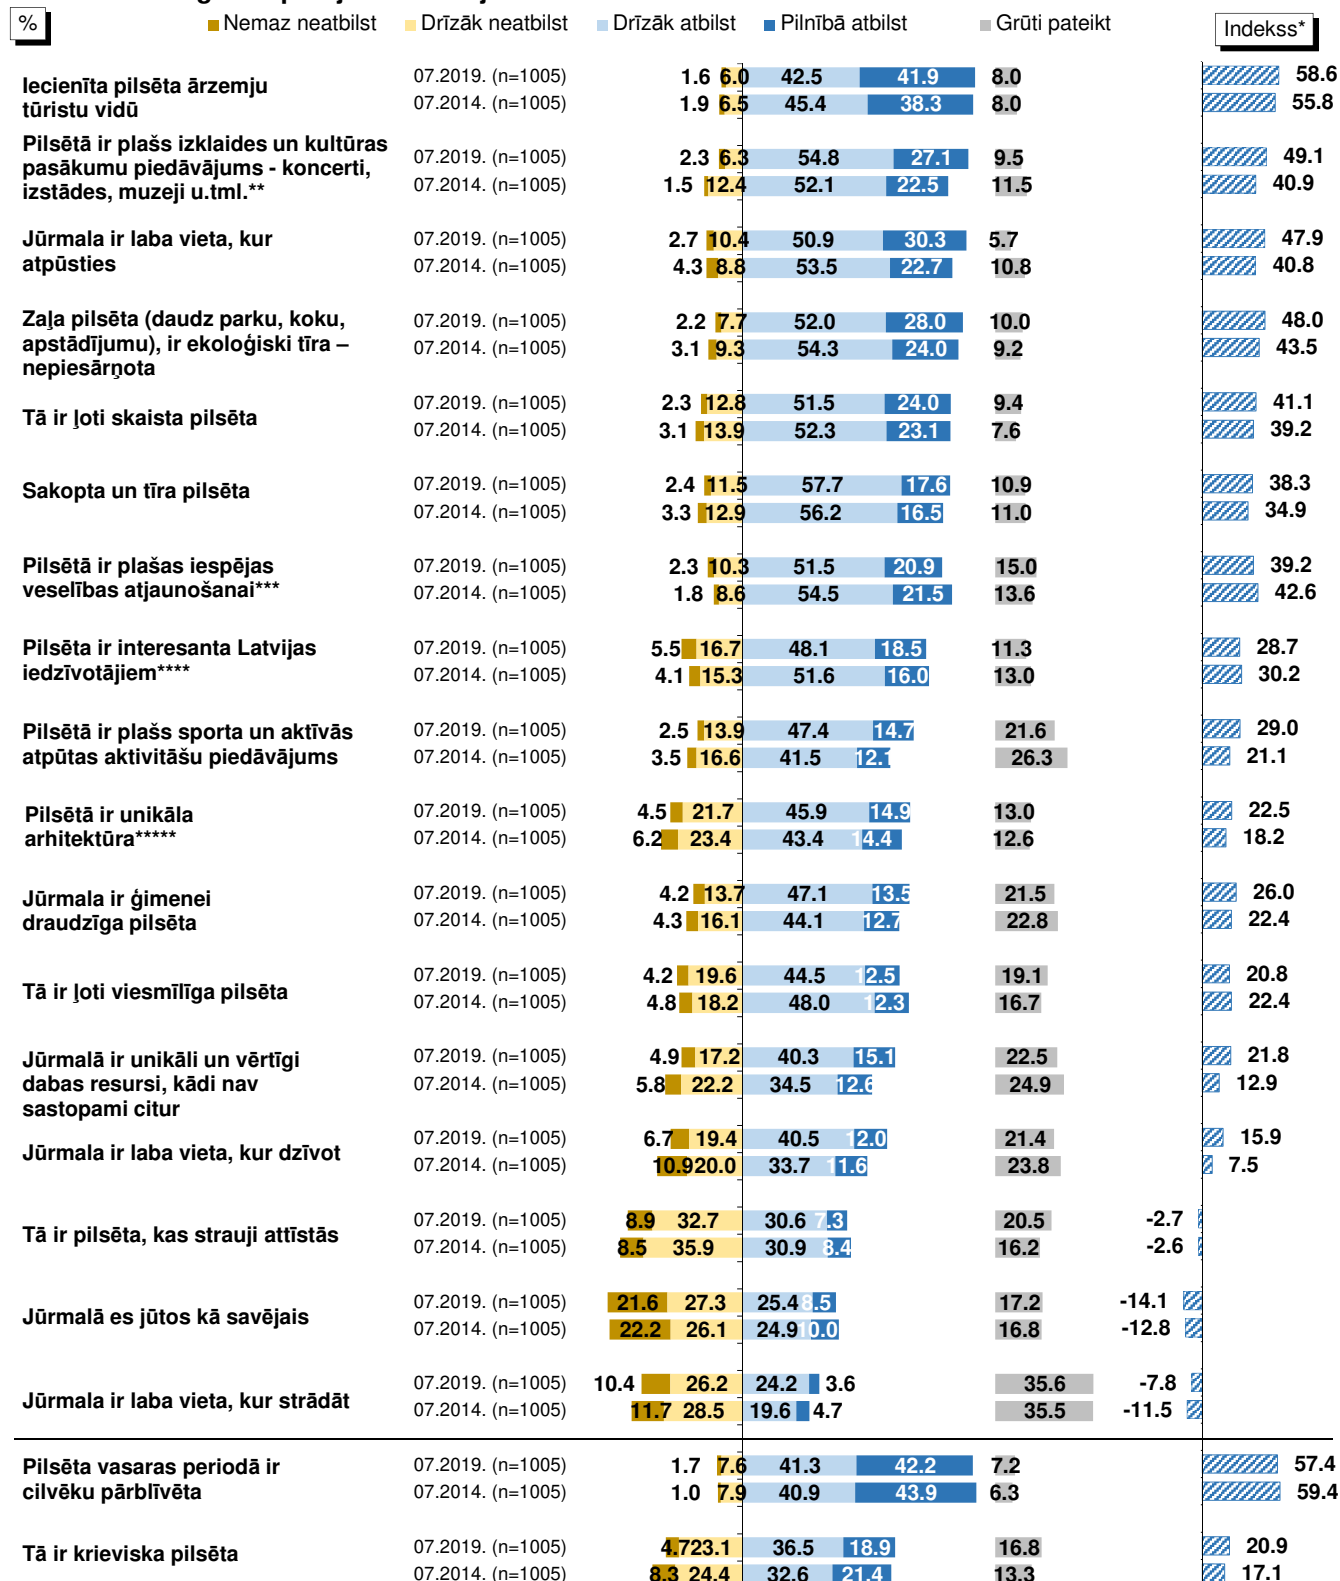 %
Nemaz neatbilst Drīzāk neatbilst Drīzāk atbilst Pilnībā atbilst Grūti pateikt Indekss*
Iecienīta pilsēta ārzemju
tūristu vidū
07.2019. (n=1005) 1.6 6.0 42.5 41.9 8.0 58.6
07.2014. (n=1005) 1.9 6.5 45.4 38.3 8.0 55.8
Pilsētā ir plašs izklaides un kultūras
pasākumu piedāvājums - koncerti,
izstādes, muzeji u.tml.**
07.2019. (n=1005) 2.3 6.3 54.8 27.1 9.5 49.1
07.2014. (n=1005) 1.5 12.4 52.1 22.5 11.5 40.9
Jūrmala ir laba vieta, kur
atpūsties
07.2019. (n=1005) 2.7 10.4 50.9 30.3 5.7 47.9
07.2014. (n=1005) 4.3 8.8 53.5 22.7 10.8 40.8
Zaļa pilsēta (daudz parku, koku,
apstādījumu), ir ekoloģiski tīra –
nepiesārņota
07.2019. (n=1005) 2.2 7.7 52.0 28.0 10.0 48.0
07.2014. (n=1005) 3.1 9.3 54.3 24.0 9.2 43.5
Tā ir ļoti skaista pilsēta
07.2019. (n=1005) 2.3 12.8 51.5 24.0 9.4 41.1
07.2014. (n=1005) 3.1 13.9 52.3 23.1 7.6 39.2
Sakopta un tīra pilsēta
07.2019. (n=1005) 2.4 11.5 57.7 17.6 10.9 38.3
07.2014. (n=1005) 3.3 12.9 56.2 16.5 11.0 34.9
Pilsētā ir plašas iespējas
veselības atjaunošanai***
07.2019. (n=1005) 2.3 10.3 51.5 20.9 15.0 39.2
07.2014. (n=1005) 1.8 8.6 54.5 21.5 13.6 42.6
Pilsēta ir interesanta Latvijas
iedzīvotājiem****
07.2019. (n=1005) 5.5 16.7 48.1 18.5 11.3 28.7
07.2014. (n=1005) 4.1 15.3 51.6 16.0 13.0 30.2
Pilsētā ir plašs sporta un aktīvās
atpūtas aktivitāšu piedāvājums
07.2019. (n=1005) 2.5 13.9 47.4 14.7 21.6 29.0
07.2014. (n=1005) 3.5 16.6 41.5 12.1 26.3 21.1
Pilsētā ir unikāla
arhitektūra*****
07.2019. (n=1005) 4.5 21.7 45.9 14.9 13.0 22.5
07.2014. (n=1005) 6.2 23.4 43.4 14.4 12.6 18.2
Jūrmala ir ģimenei
draudzīga pilsēta
07.2019. (n=1005) 4.2 13.7 47.1 13.5 21.5 26.0
07.2014. (n=1005) 4.3 16.1 44.1 12.7 22.8 22.4
Tā ir ļoti viesmīlīga pilsēta
07.2019. (n=1005) 4.2 19.6 44.5 12.5 19.1 20.8
07.2014. (n=1005) 4.8 18.2 48.0 12.3 16.7 22.4
Jūrmalā ir unikāli un vērtīgi
dabas resursi, kādi nav
sastopami citur
07.2019. (n=1005) 4.9 17.2 40.3 15.1 22.5 21.8
07.2014. (n=1005) 5.8 22.2 34.5 12.6 24.9 12.9
Jūrmala ir laba vieta, kur dzīvot
07.2019. (n=1005) 6.7 19.4 40.5 12.0 21.4 15.9
07.2014. (n=1005) 10.9 20.0 33.7 11.6 23.8 7.5
Tā ir pilsēta, kas strauji attīstās
07.2019. (n=1005) 8.9 32.7 30.6 7.3 20.5 -2.7
07.2014. (n=1005) 8.5 35.9 30.9 8.4 16.2 -2.6
Jūrmalā es jūtos kā savējais
07.2019. (n=1005) 21.6 27.3 25.4 8.5 17.2 -14.1
07.2014. (n=1005) 22.2 26.1 24.9 10.0 16.8 -12.8
Jūrmala ir laba vieta, kur strādāt
07.2019. (n=1005) 10.4 26.2 24.2 3.6 35.6 -7.8
07.2014. (n=1005) 11.7 28.5 19.6 4.7 35.5 -11.5
Pilsēta vasaras periodā ir
cilvēku pārblīvēta
07.2019. (n=1005) 1.7 7.6 41.3 42.2 7.2 57.4
07.2014. (n=1005) 1.0 7.9 40.9 43.9 6.3 59.4
Tā ir krieviska pilsēta
07.2019. (n=1005) 4.7 23.1 36.5 18.9 16.8 20.9
07.2014. (n=1005) 8.3 24.4 32.6 21.4 13.3 17.1